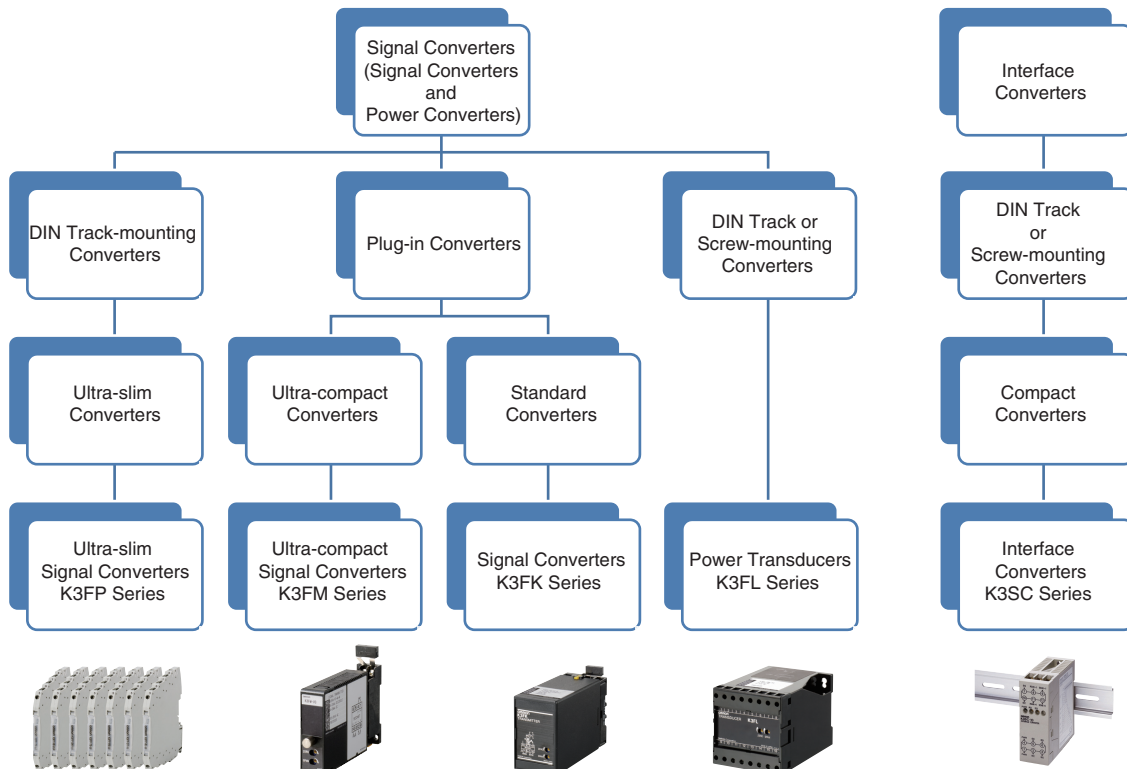 Signal Converters
(Signal Converters
and
Power Converters)
Interface
Converters
DIN Track-mounting
Converters
Plug-in Converters
DIN Track or
Screw-mounting
Converters
DIN Track
or
Screw-mounting
Converters
Ultra-slim
Converters
Ultra-compact
Converters
Standard
Converters
Compact
Converters
Ultra-slim
Signal Converters
K3FP Series
Ultra-compact
Signal Converters
K3FM Series
Signal Converters
K3FK Series
Power Transducers
K3FL Series
Interface
Converters
K3SC Series
TRANSDUCER K3FL